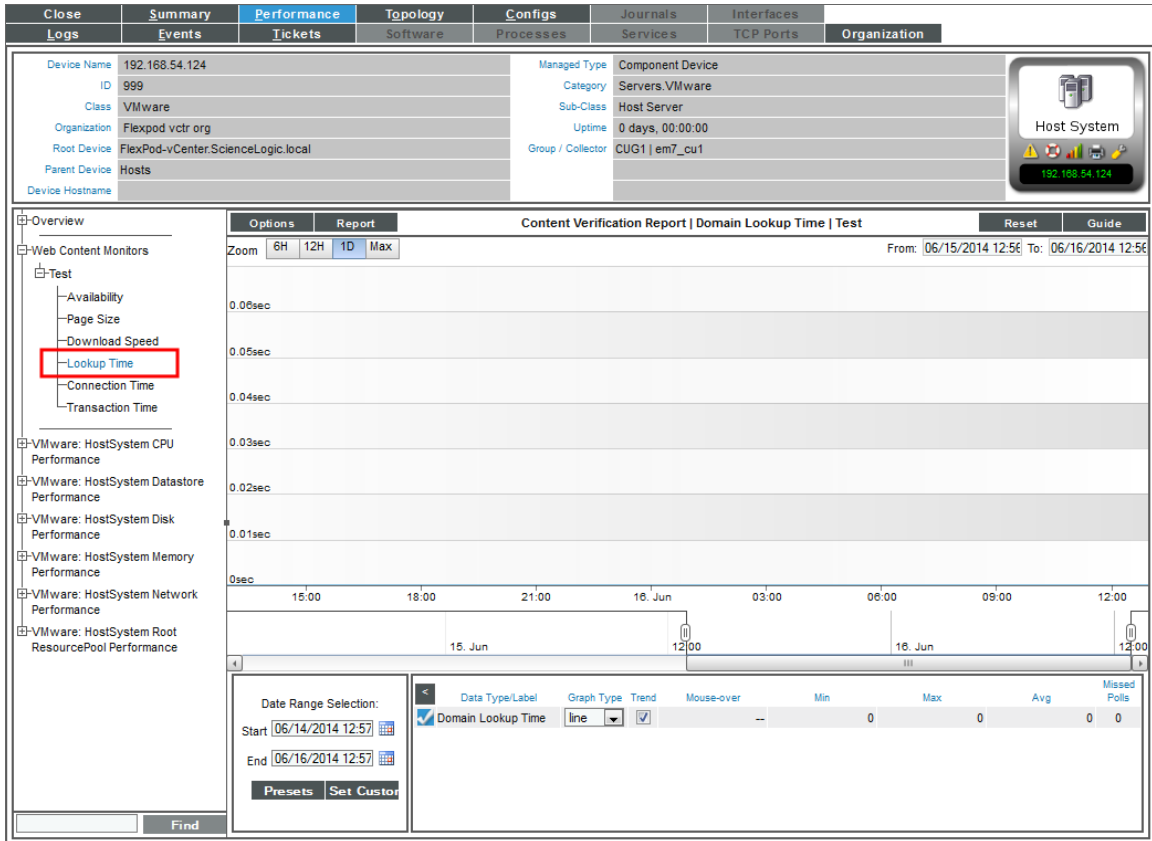 Close Summary Performance Topology Configs Journals Interfaces
Logs Events Tickets Software Processes Services TCP Ports Organization
Device Name 192.168.54.124 Managed Type Component Device
ID 999 Category Servers.VMware
Class VMware Sub-Class Host Server
Organization Flexpod vctr org Uptime 0 days, 00:00:00
Root Device FlexPod-vCenter.ScienceLogic.local Group / Collector CUG1 | em7_cu1
Parent Device Hosts
Device Hostname
Host System
192.168.54.124
Overview
Web Content Monitors
Test
Availability
Page Size
Download Speed
Lookup Time
Connection Time
Transaction Time
VMware: HostSystem CPU
Performance
VMware: HostSystem Datastore
Performance
VMware: HostSystem Disk
Performance
VMware: HostSystem Memory
Performance
VMware: HostSystem Network
Performance
VMware: HostSystem Root
ResourcePool Performance
Find
Options Report Content Verification Report | Domain Lookup Time | Test Reset Guide
Zoom 6H 12H 1D Max From: 06/15/2014 12:56 To: 06/16/2014 12:56
0.06sec
0.05sec
0.04sec
0.03sec
0.02sec
0.01sec
0sec
15:00 18:00 21:00 16. Jun 03:00 06:00 09:00 12:00
15. Jun 12:00 16. Jun 12:00
Date Range Selection:
Start 06/14/2014 12:57
End 06/16/2014 12:57
Presets Set Custor
< Data Type/Label Graph Type Trend Mouse-over Min Max Avg Missed
Polls
Domain Lookup Time line -- 0 0 0 0